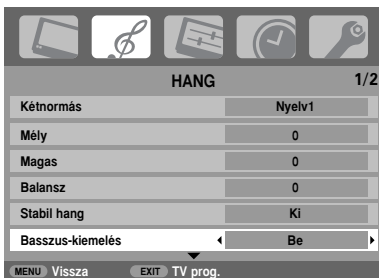 HANG 1/2
Kétnormás Nyelv1
Mély 0
Magas 0
Balansz 0
Stabil hang Ki
Basszus-kiemelés Be
MENU Vissza EXIT TV prog.